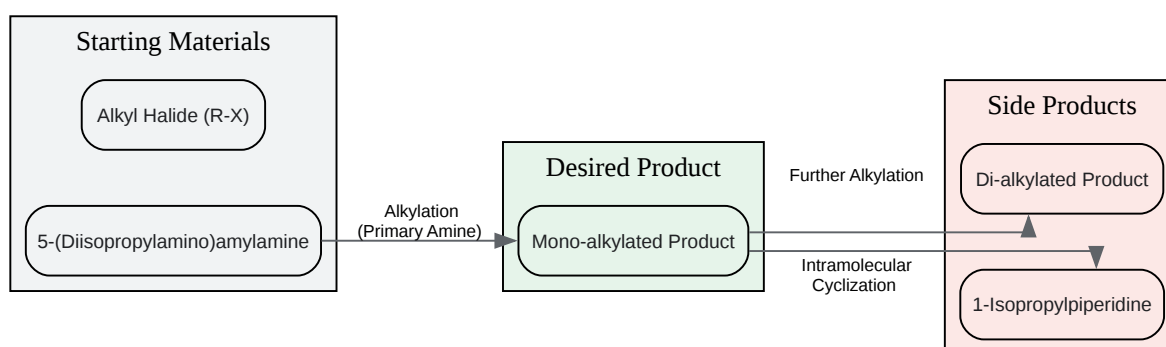 Starting Materials
Alkyl Halide (R-X)
5-(Diisopropylamino)amylamine
Alkylation
(Primary Amine)
Desired Product
Mono-alkylated Product
Further Alkylation
Intramolecular
Cyclization
Side Products
Di-alkylated Product
1-Isopropylpiperidine